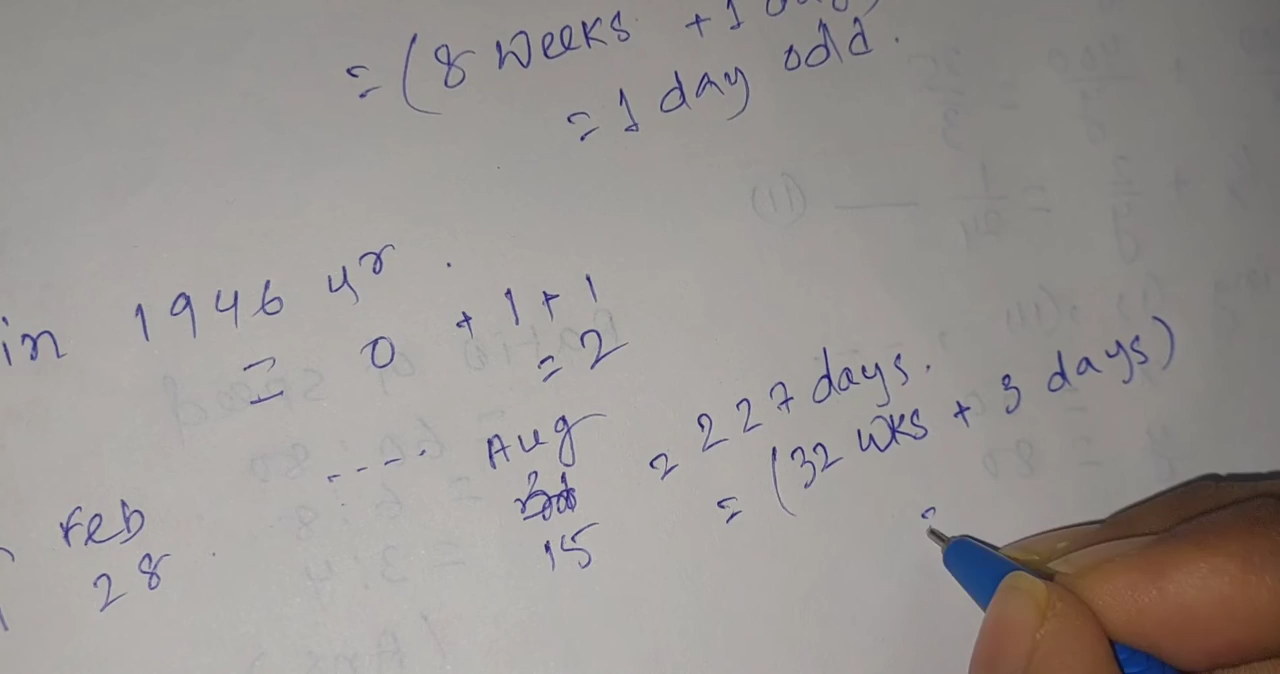 = (8 weeks + 1
= 1 day odd.
in 1946 yr.
= 0 + 1 + 1
= 2
Feb .... Aug = 227 days.
28 15 = (32 wks + 3 days)
=